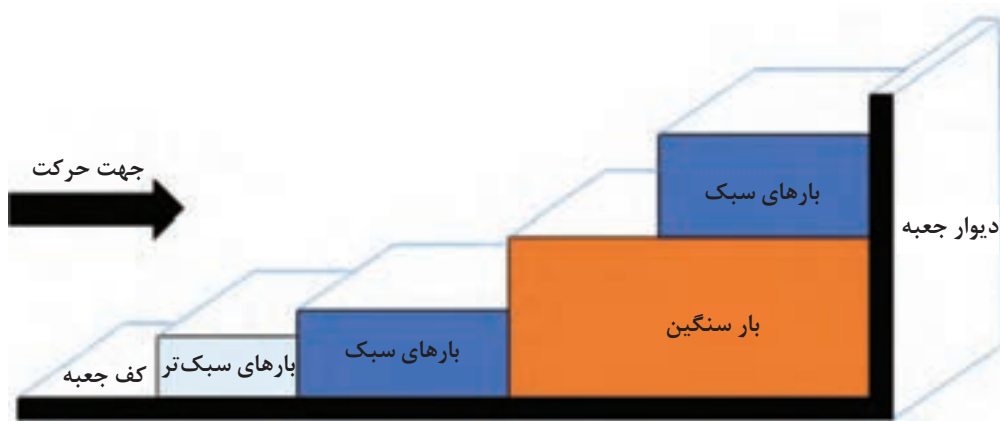 جهت حرکت
بارهای سبک
دیوار جعبه
بار سنگین
بارهای سبک
بارهای سبک‌تر
کف جعبه